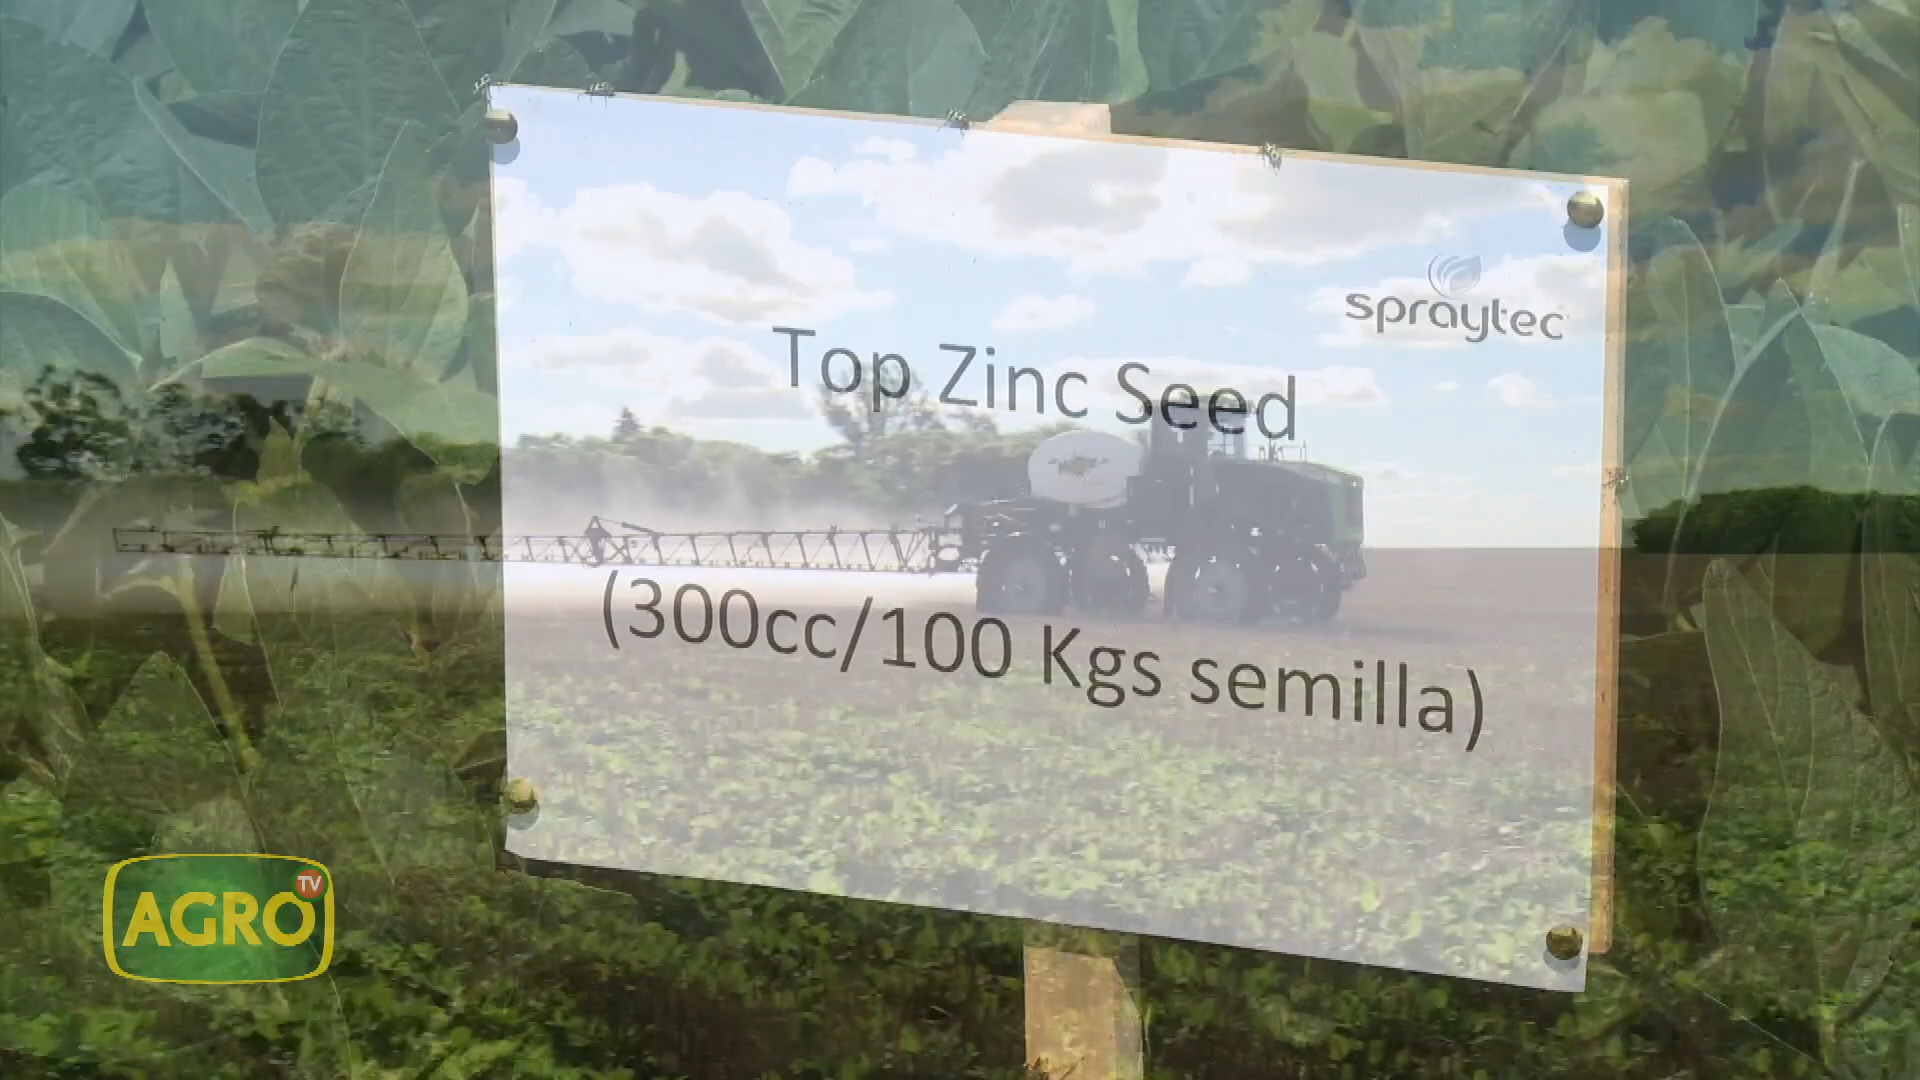 spraytec
Top Zinc Seed
(300cc/100 Kgs semilla)
AGRO TV